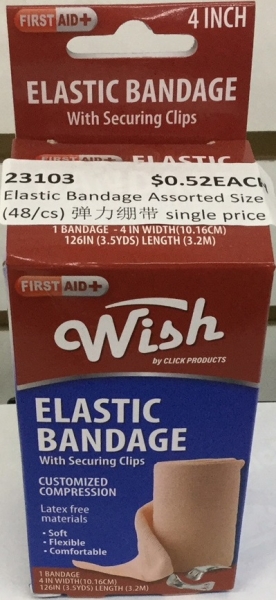 FIRST AID+
4 INCH
ELASTIC BANDAGE
With Securing Clips
FIRST AID+ ELASTIC
23103 $0.52EACH
Elastic Bandage Assorted Size
(48/cs) 弹力绷带 single price
1 BANDAGE - 4 IN WIDTH(10.16CM)
126IN (3.5YDS) LENGTH (3.2M)
FIRST AID+
Wish
by CLICK PRODUCTS
ELASTIC
BANDAGE
With Securing Clips
CUSTOMIZED
COMPRESSION
Latex free
materials
• Soft
• Flexible
• Comfortable
1 BANDAGE
4 IN WIDTH(10.16CM)
126IN (3.5YDS) LENGTH (3.2M)